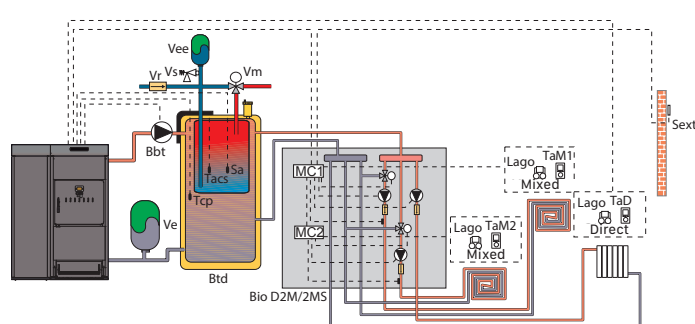 Vee
Vs
Vr
Vm
Sext
Bbt
Lago TaM1
MC1
Tacs
Sa
Mixed
Tcp
Lago TaD
Direct
Ve
Lago TaM2
MC2
Mixed
Btd
Bio D2M/2MS